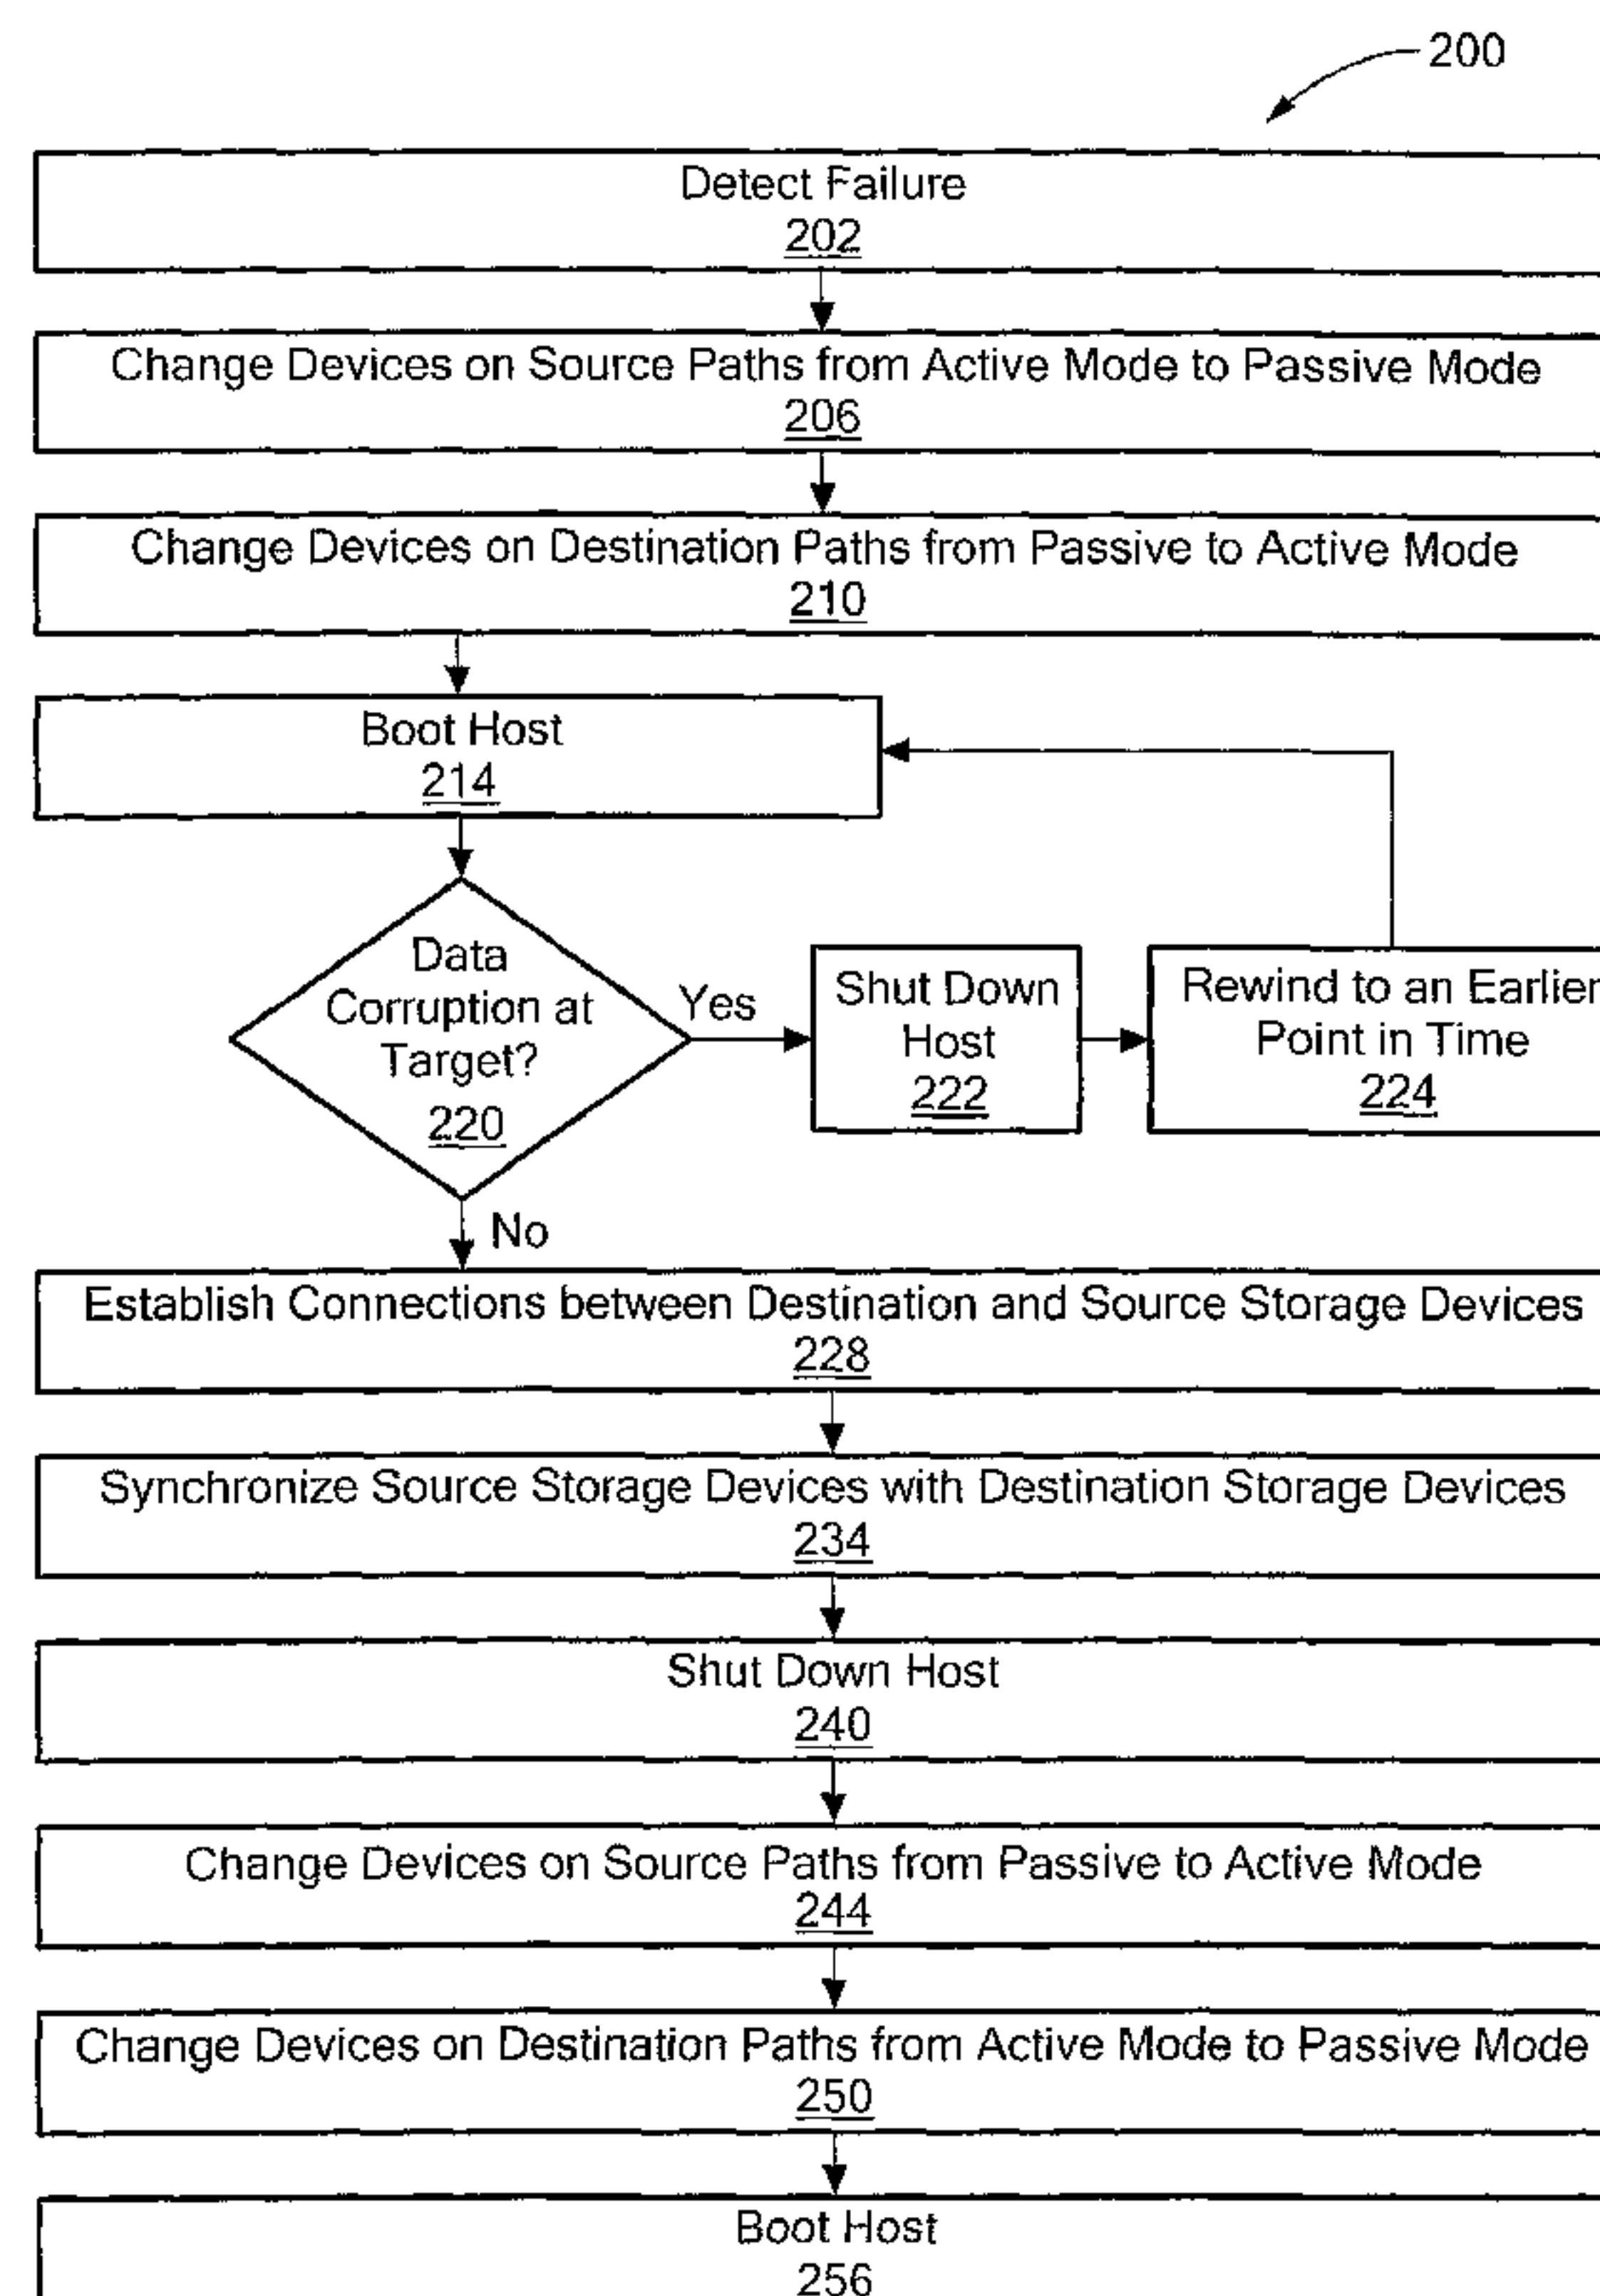 200
Detect Failure
202
Change Devices on Source Paths from Active Mode to Passive Mode
206
Change Devices on Destination Paths from Passive to Active Mode
210
Boot Host
214
Data
Corruption at
Target?
220
Yes
Shut Down
Host
222
Rewind to an Earlier
Point in Time
224
No
Establish Connections between Destination and Source Storage Devices
228
Synchronize Source Storage Devices with Destination Storage Devices
234
Shut Down Host
240
Change Devices on Source Paths from Passive to Active Mode
244
Change Devices on Destination Paths from Active Mode to Passive Mode
250
Boot Host
256